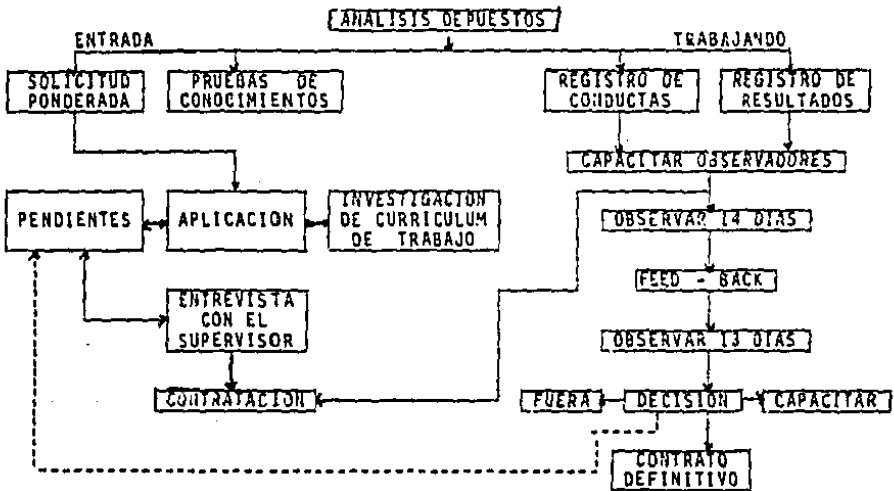 ANALISIS DEPUESTOS
ENTRADA
TRABAJANDO
SOLICITUD
PONDERADA
PRUEBAS DE
CONOCIMIENTOS
REGISTRO DE
CONDUCTAS
REGISTRO DE
RESULTADOS
CAPACITAR OBSERVADORES
PENDIENTES
APLICACION
INVESTIGACION
DE CURRICULUM
DE TRABAJO
OBSERVAR 14 DIAS
FEED - BACK
ENTREVISTA
CON EL
SUPERVISOR
OBSERVAR 13 DIAS
CONTRATACION
FUERA
DECISION
CAPACITAR
CONTRATO
DEFINITIVO